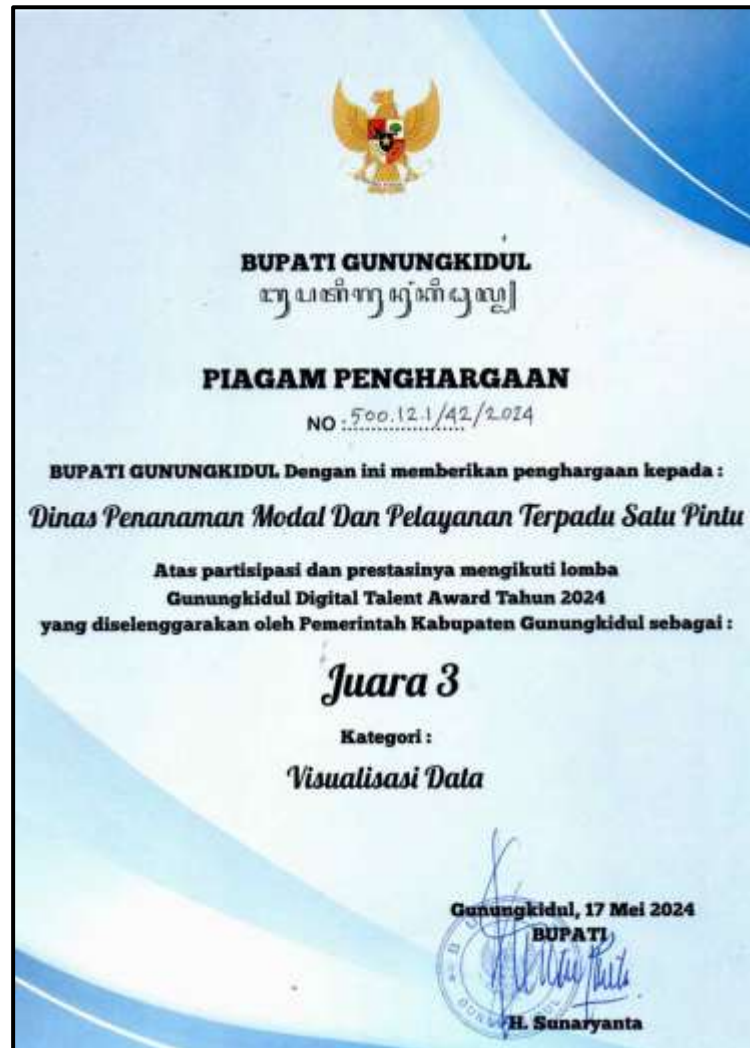 BUPATI GUNUNGKIDUL
PIAGAM PENGHARGAAN
NO : 500.12.1/42/2024
BUPATI GUNUNGKIDUL Dengan ini memberikan penghargaan kepada :
Dinas Penanaman Modal Dan Pelayanan Terpadu Satu Pintu
Atas partisipasi dan prestasinya mengikuti lomba
Gunungkidul Digital Talent Award Tahun 2024
yang diselenggarakan oleh Pemerintah Kabupaten Gunungkidul sebagai :
Juara 3
Kategori :
Visualisasi Data
Gunungkidul, 17 Mei 2024
BUPATI
H. Sunaryanta